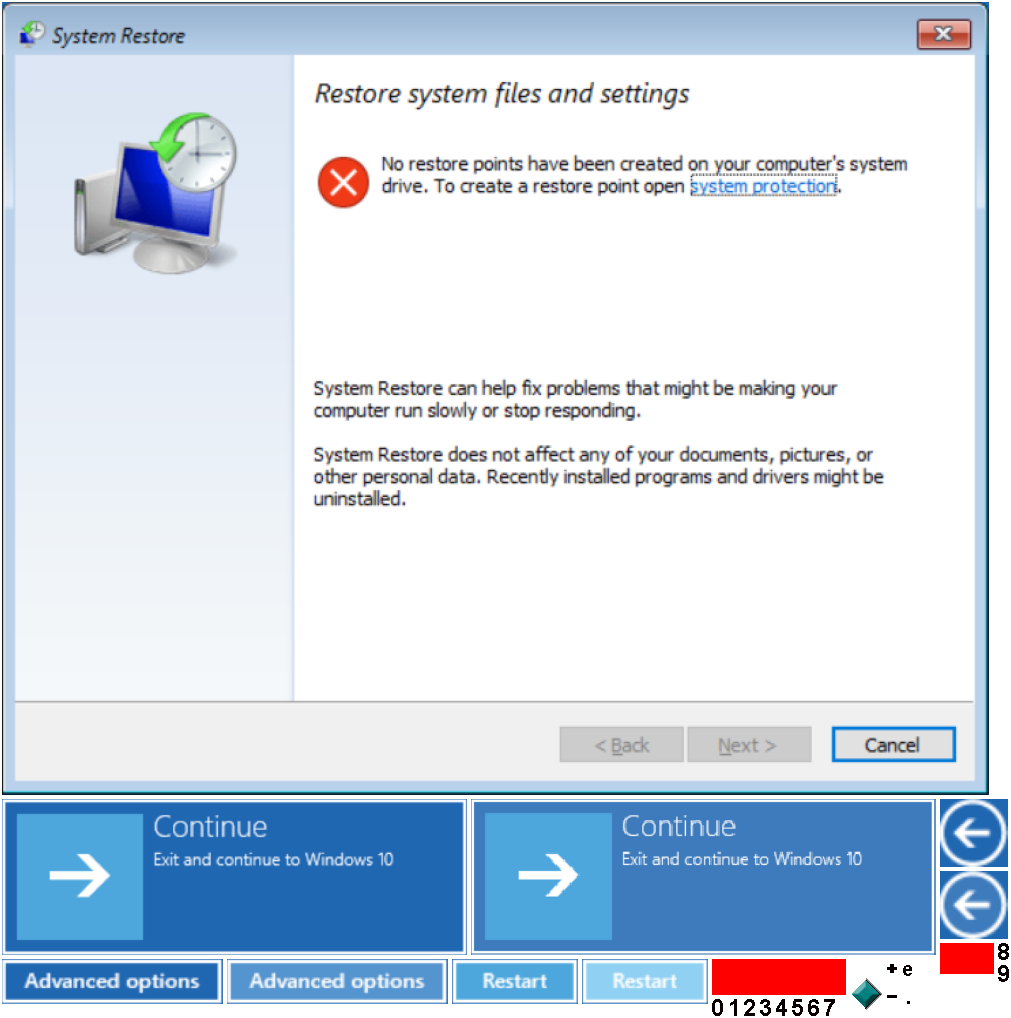 System Restore
Restore system files and settings
No restore points have been created on your computer's system
drive. To create a restore point open system protection.
System Restore can help fix problems that might be making your
computer run slowly or stop responding.
System Restore does not affect any of your documents, pictures, or
other personal data. Recently installed programs and drivers might be
uninstalled.
< Back
Next >
Cancel
Continue
Exit and continue to Windows 10
Continue
Exit and continue to Windows 10
Advanced options
Advanced options
Restart
Restart
01234567
+ e
- .
8
9